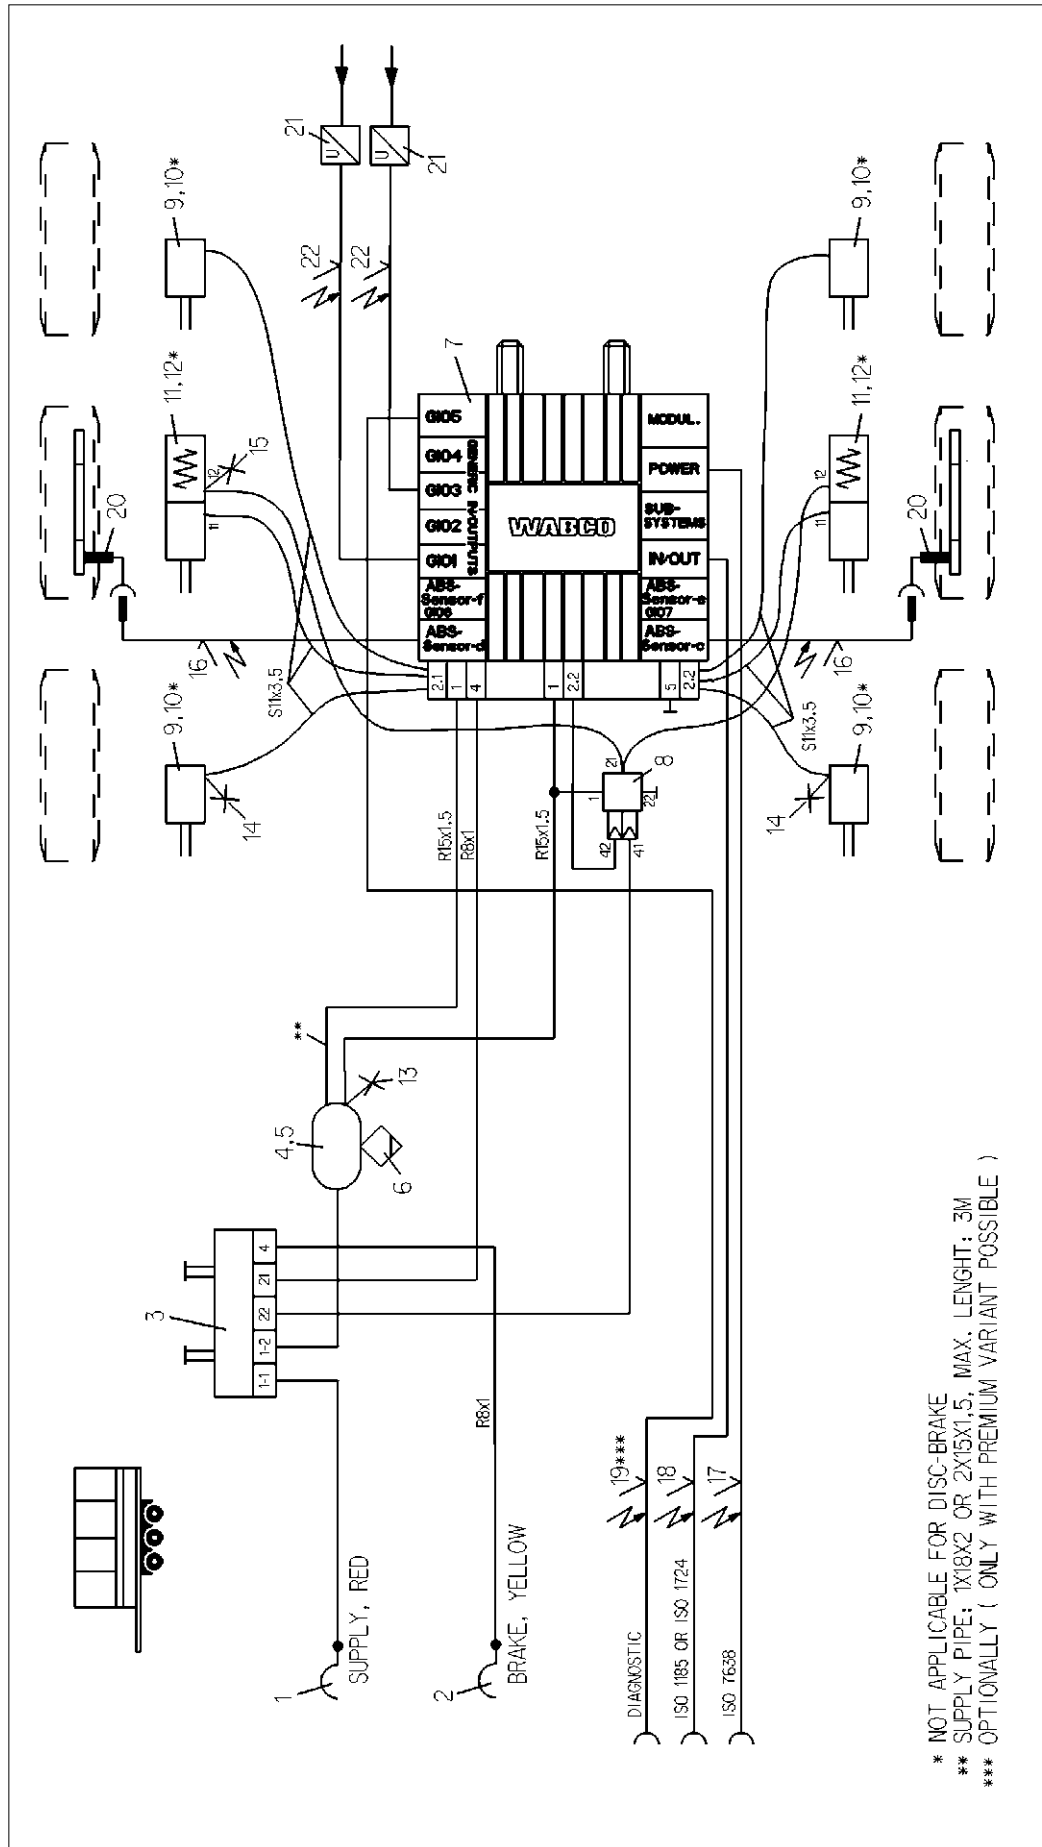 1
SUPPLY, RED
2
BRAKE, YELLOW
DIAGNOSTIC
ISO 1185 OR ISO 1724
ISO 7638
19***
18
17
3
1-1
1-2
22
21
4
R8x1
4,5
6
13
**
R15x1.5
R8x1
R15x1.5
9,10*
14
S11x3.5
16
20
11,12*
11
12
15
9,10*
21
U
21
U
22
22
7
GIO5
GIO4
GIO3
GIO2
GIO1
GENERIC IN/OUTPUTS
ABS-
Sensor-f
GIO6
ABS-
Sensor-d
WABCO
MODUL.
POWER
SUB-
SYSTEMS
IN/OUT
ABS-
Sensor-e
GIO7
ABS-
Sensor-c
2.1
1
4
1
2.2
5
2.2
8
1
21
22
42
41
9,10*
14
S11x3.5
16
20
11,12*
11
12
9,10*
* NOT APPLICABLE FOR DISC-BRAKE
** SUPPLY PIPE: 1X18X2 OR 2X15X1,5, MAX. LENGHT: 3M
*** OPTIONALLY ( ONLY WITH PREMIUM VARIANT POSSIBLE )